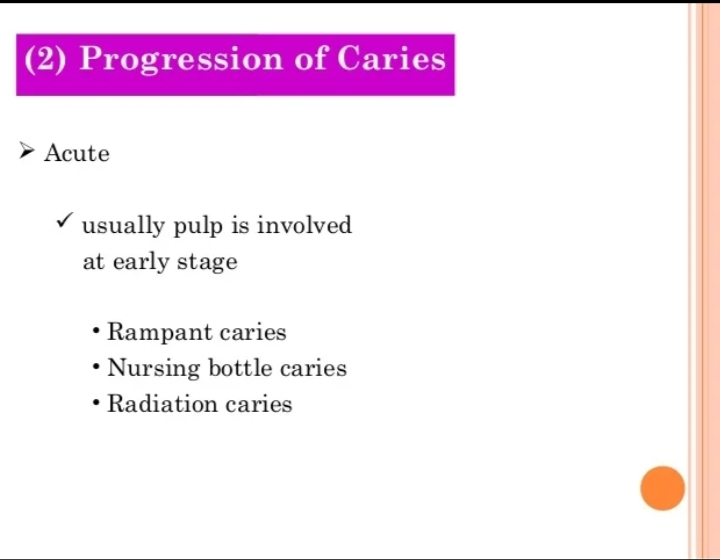 (2) Progression of Caries
➢ Acute
✓ usually pulp is involved
at early stage
• Rampant caries
• Nursing bottle caries
• Radiation caries